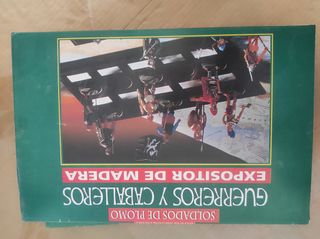 SOLDADOS DE PLOMO
GUERREROS Y CABALLEROS
EXPOSITOR DE MADERA